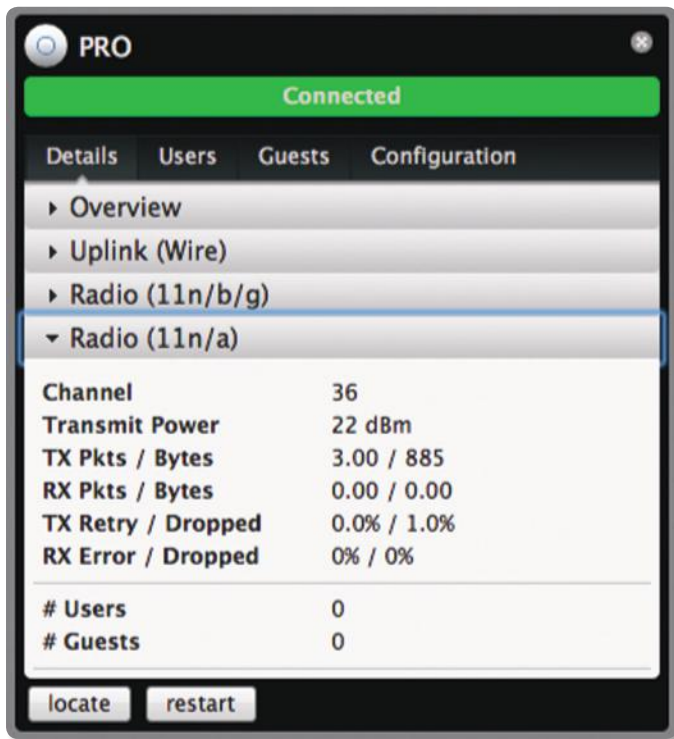 PRO
Connected
Details Users Guests Configuration
Overview
Uplink (Wire)
Radio (11n/b/g)
Radio (11n/a)
Channel 36
Transmit Power 22 dBm
TX Pkts / Bytes 3.00 / 885
RX Pkts / Bytes 0.00 / 0.00
TX Retry / Dropped 0.0% / 1.0%
RX Error / Dropped 0% / 0%
# Users 0
# Guests 0
locate restart